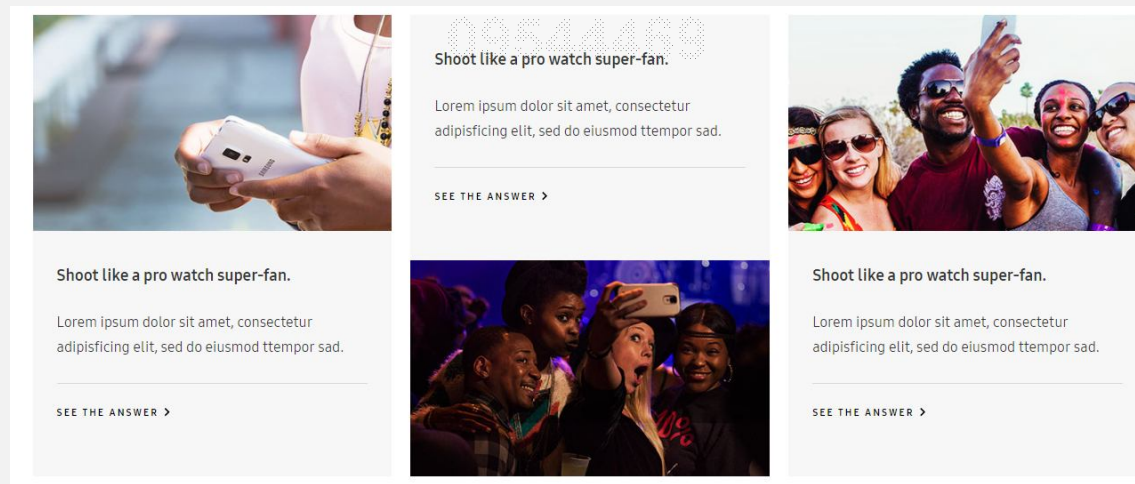 SAMSUNG
Shoot like a pro watch super-fan.
Lorem ipsum dolor sit amet, consectetur
adipisficing elit, sed do eiusmod ttempor sad.
SEE THE ANSWER >
09544469
Shoot like a pro watch super-fan.
Lorem ipsum dolor sit amet, consectetur
adipisficing elit, sed do eiusmod ttempor sad.
SEE THE ANSWER >
Shoot like a pro watch super-fan.
Lorem ipsum dolor sit amet, consectetur
adipisficing elit, sed do eiusmod ttempor sad.
SEE THE ANSWER >